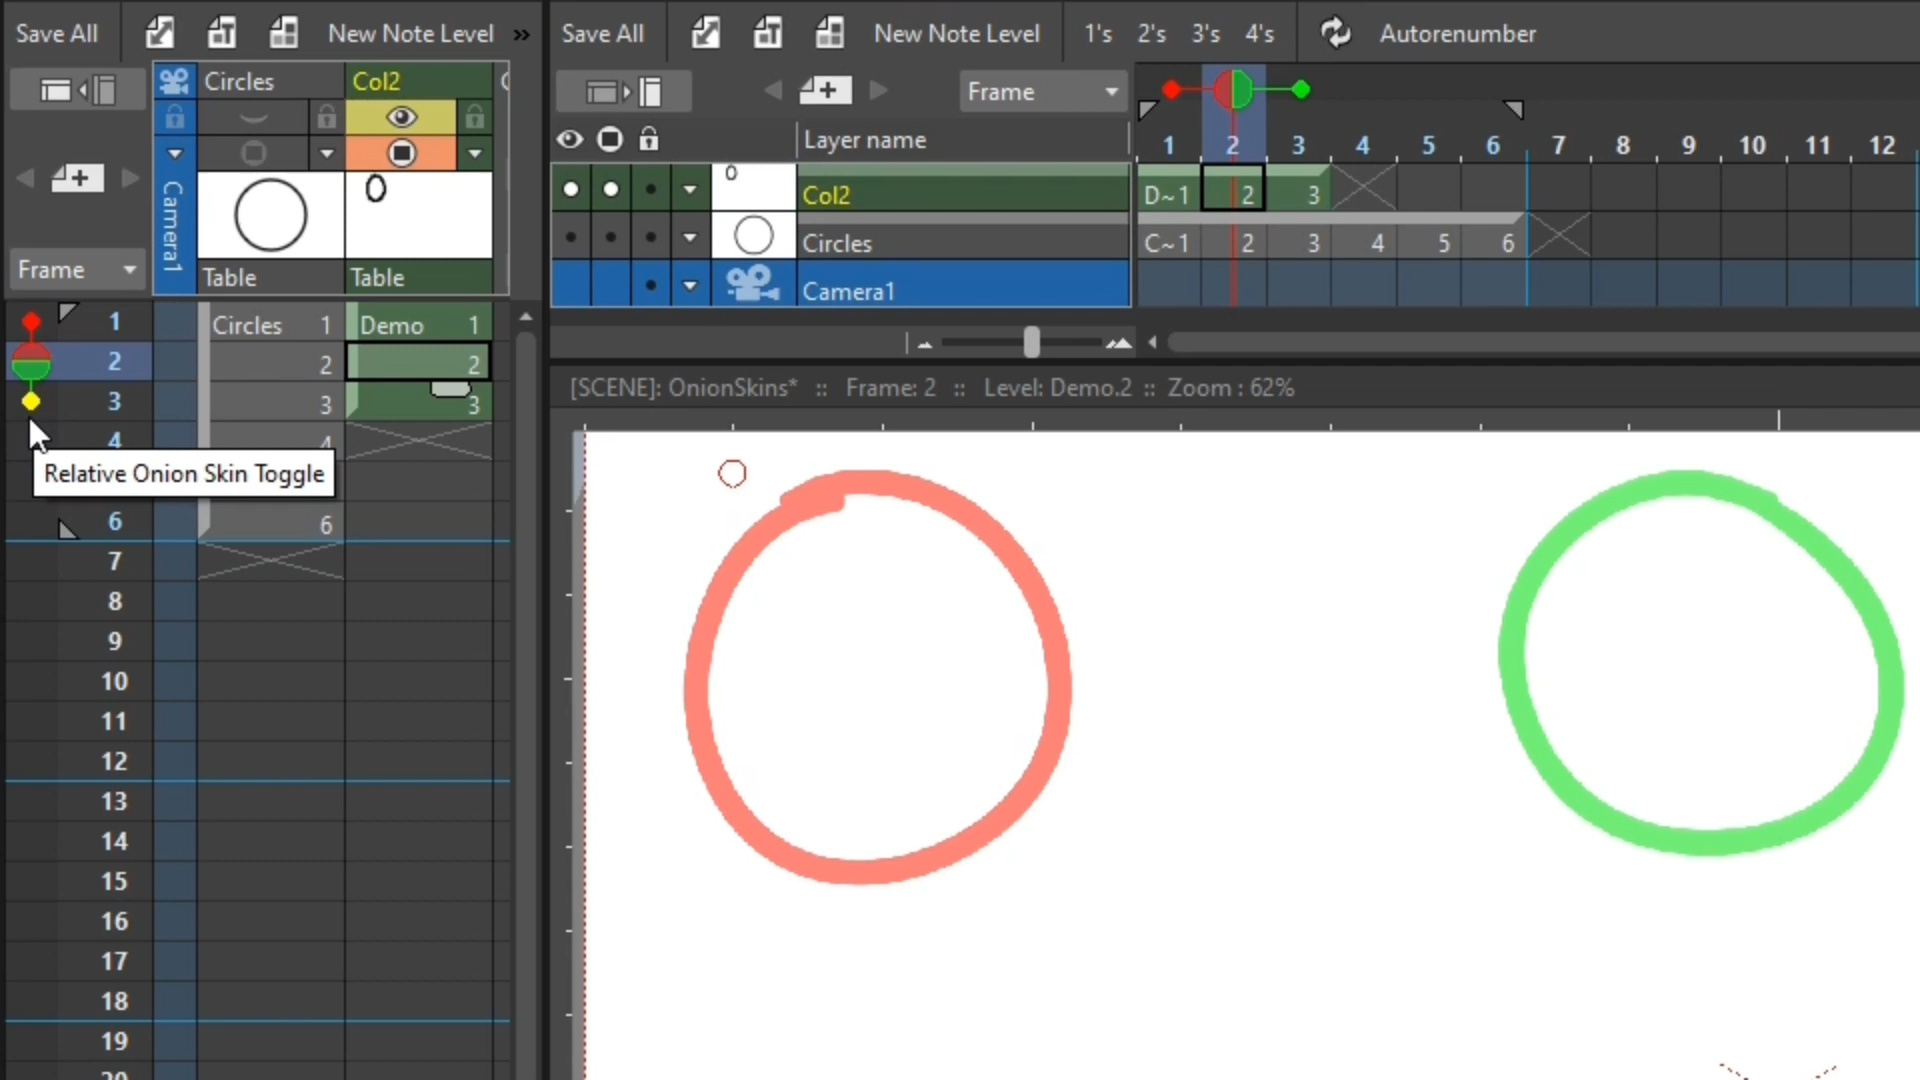 Save All
New Note Level
»
Save All
New Note Level
1's
2's
3's
4's
Autorenumber
Circles
Col2
Frame
Camera1
Table
Table
Frame
Layer name
1 2 3 4 5 6 7 8 9 10 11 12
0
0
Col2
D~1 2 3
Circles
C~1 2 3 4 5 6
Camera1
1 Circles 1 Demo 1
2 2 2
3 3 3
4 4
Relative Onion Skin Toggle
6 6
7
8
9
10
11
12
13
14
15
16
17
18
19
20
[SCENE]: OnionSkins* :: Frame: 2 :: Level: Demo.2 :: Zoom : 62%